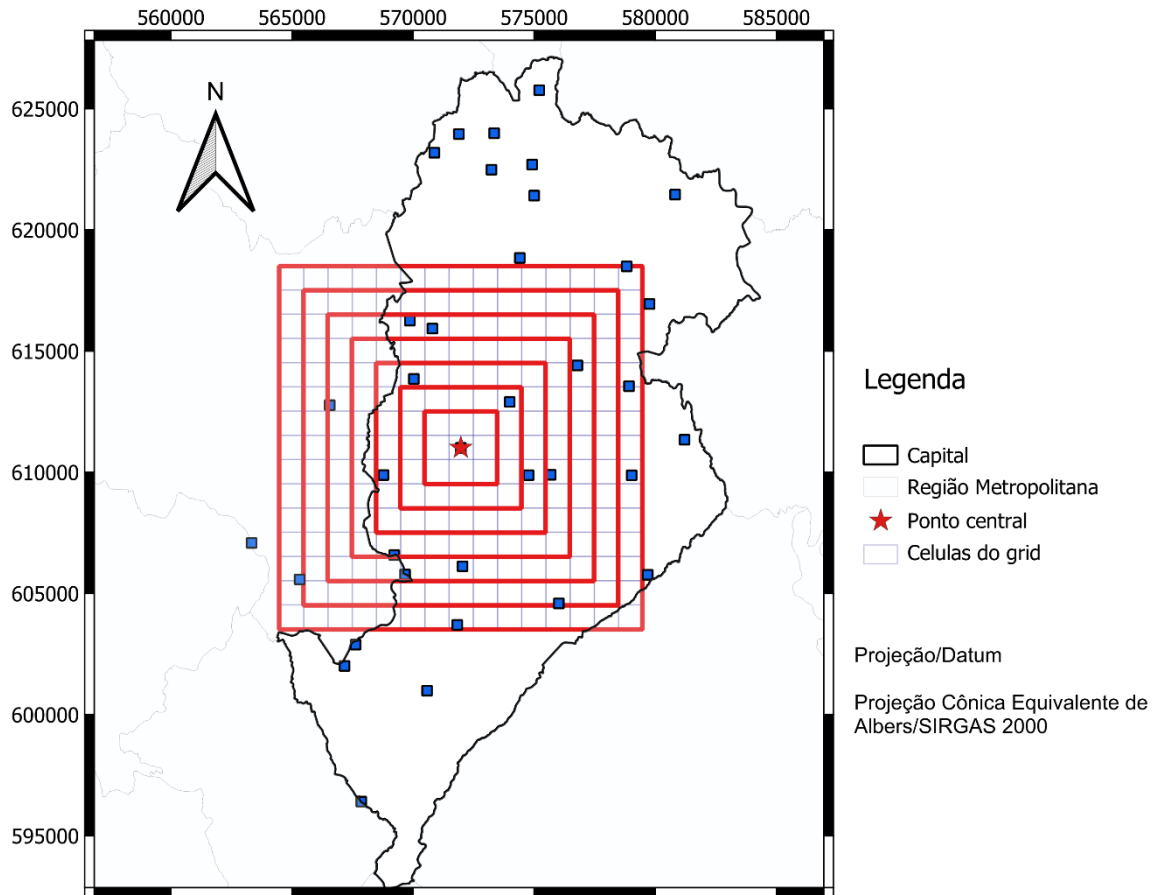 560000 565000 570000 575000 580000 585000
N
625000
620000
615000
610000
605000
600000
595000
Legenda
Capital
Região Metropolitana
Ponto central
Celulas do grid
Projeção/Datum
Projeção Cônica Equivalente de
Albers/SIRGAS 2000